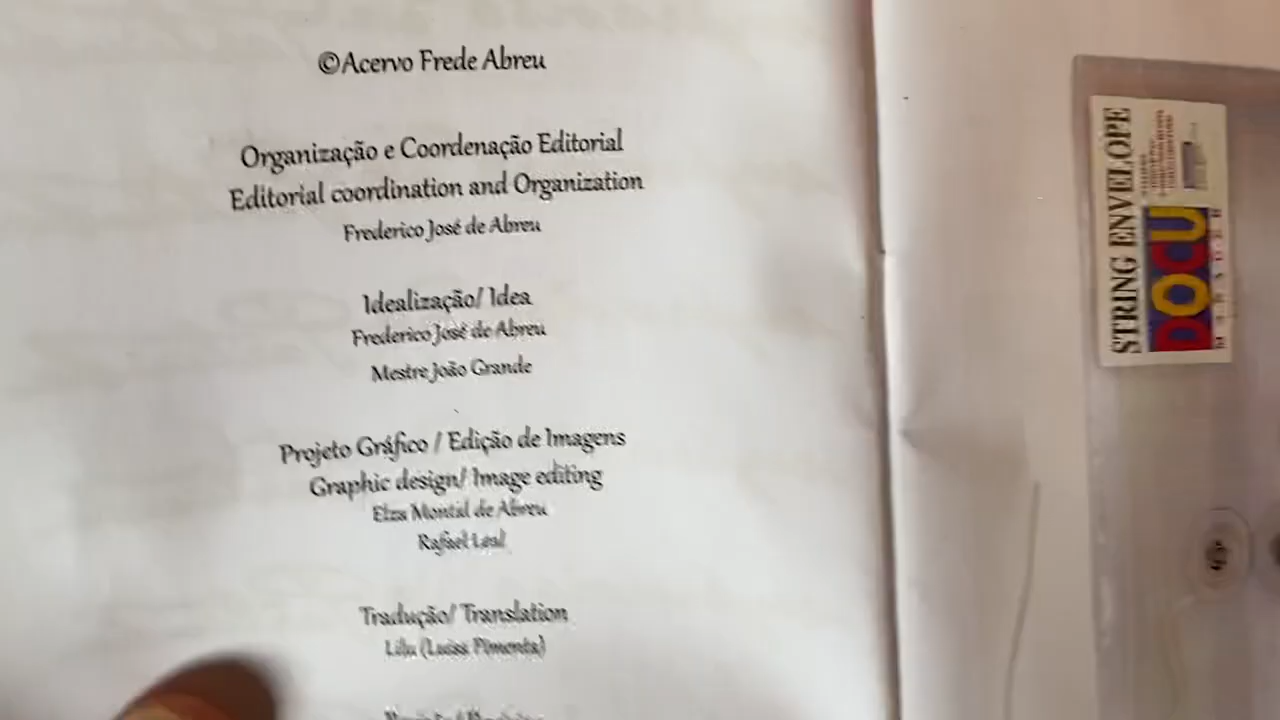 ©Acervo Frede Abreu
Organização e Coordenação Editorial
Editorial coordination and Organization
Frederico José de Abreu
Idealização/ Idea
Frederico José de Abreu
Mestre João Grande
Projeto Gráfico / Edição de Imagens
Graphic design/ Image editing
Elza Montal de Abreu
Rafael Leal
Tradução/ Translation
Lilu (Luiss Pimenta)
STRING ENVELOPE
DOCU